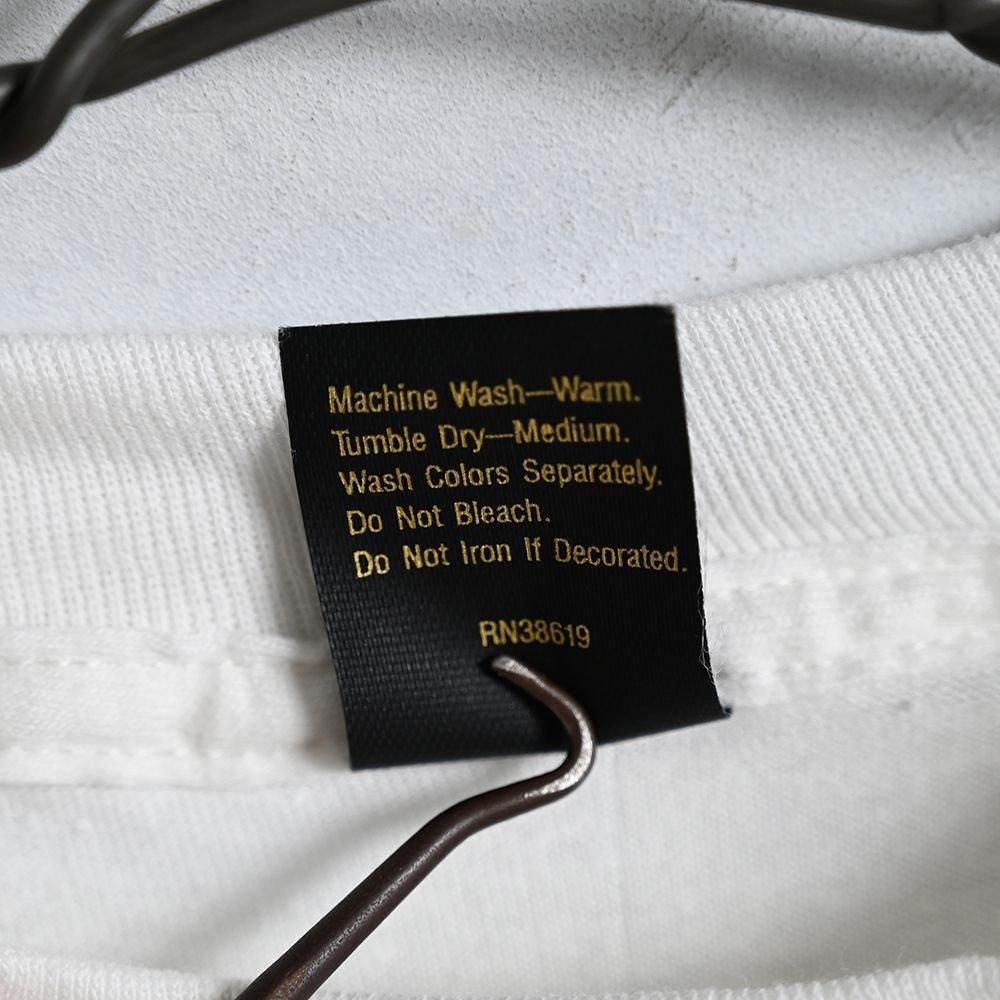 Machine Wash—Warm.
Tumble Dry—Medium.
Wash Colors Separately.
Do Not Bleach.
Do Not Iron If Decorated.
RN38619